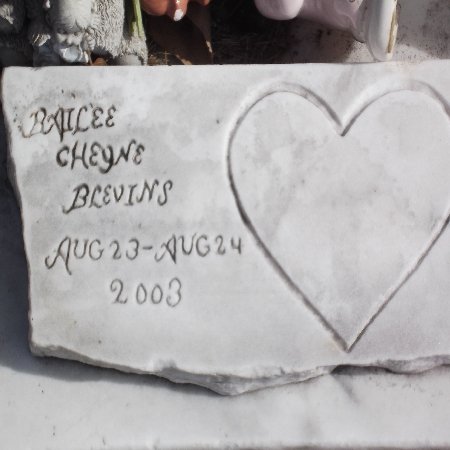 BAILEE
CHEYNE
BLEVINS
AUG 23-AUG 24
2003